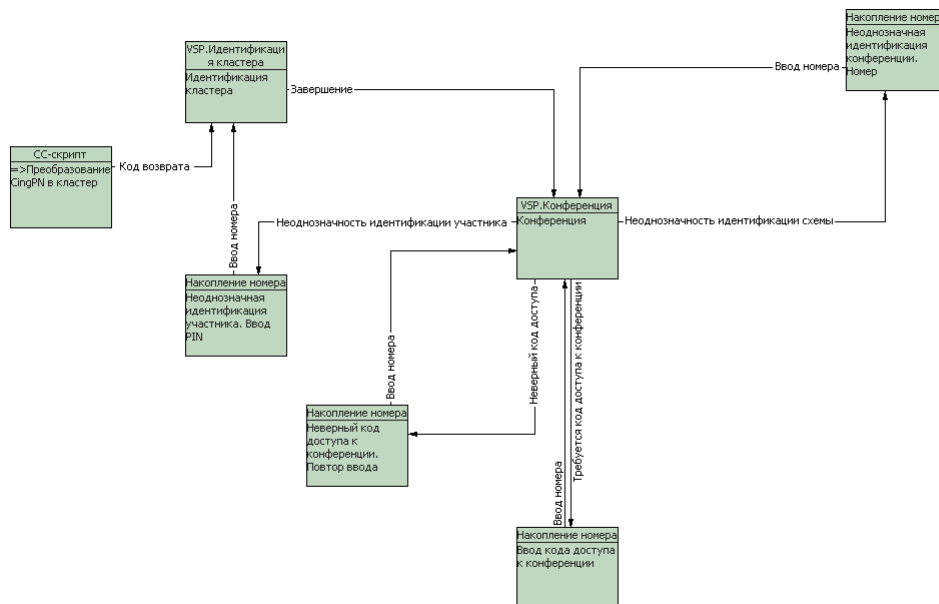 Накопление номера
Неоднозначная
идентификация
конференции.
Номер
VSP.Идентификаци
я кластера
Идентификация
кластера
Ввод номера
Завершение
CC-скрипт
=>Преобразование
CingPN в кластер
Код возврата
Ввод номера
VSP.Конференция
Конференция
Неоднозначность идентификации участника
Неоднозначность идентификации схемы
Накопление номера
Неоднозначная
идентификация
участника. Ввод
PIN
Ввод номера
Неверный код доступа
Требуется код доступа к конференции
Накопление номера
Неверный код
доступа к
конференции.
Повтор ввода
Ввод номера
Накопление номера
Ввод кода доступа
к конференции